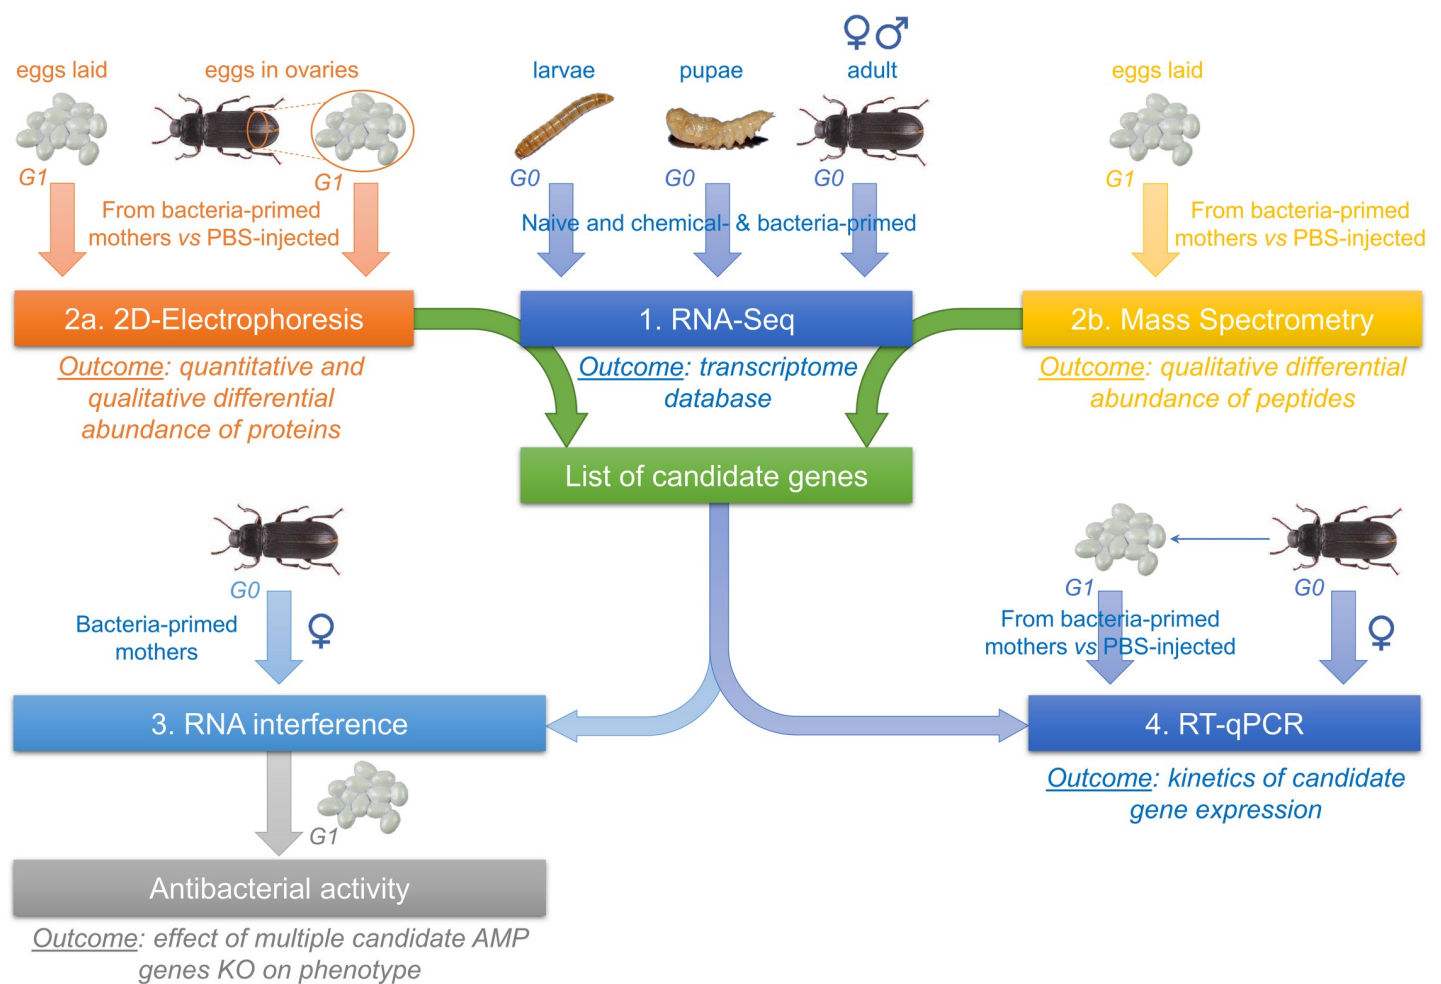 eggs laid
eggs in ovaries
G1
G1
From bacteria-primed
mothers vs PBS-injected
♀♂
larvae
pupae
adult
G0
G0
G0
Naive and chemical- & bacteria-primed
eggs laid
G1
From bacteria-primed
mothers vs PBS-injected
2a. 2D-Electrophoresis
Outcome: quantitative and
qualitative differential
abundance of proteins
1. RNA-Seq
Outcome: transcriptome
database
2b. Mass Spectrometry
Outcome: qualitative differential
abundance of peptides
List of candidate genes
G0
Bacteria-primed
mothers
♀
G1
G0
From bacteria-primed
mothers vs PBS-injected
♀
3. RNA interference
4. RT-qPCR
Outcome: kinetics of candidate
gene expression
G1
Antibacterial activity
Outcome: effect of multiple candidate AMP
genes KO on phenotype